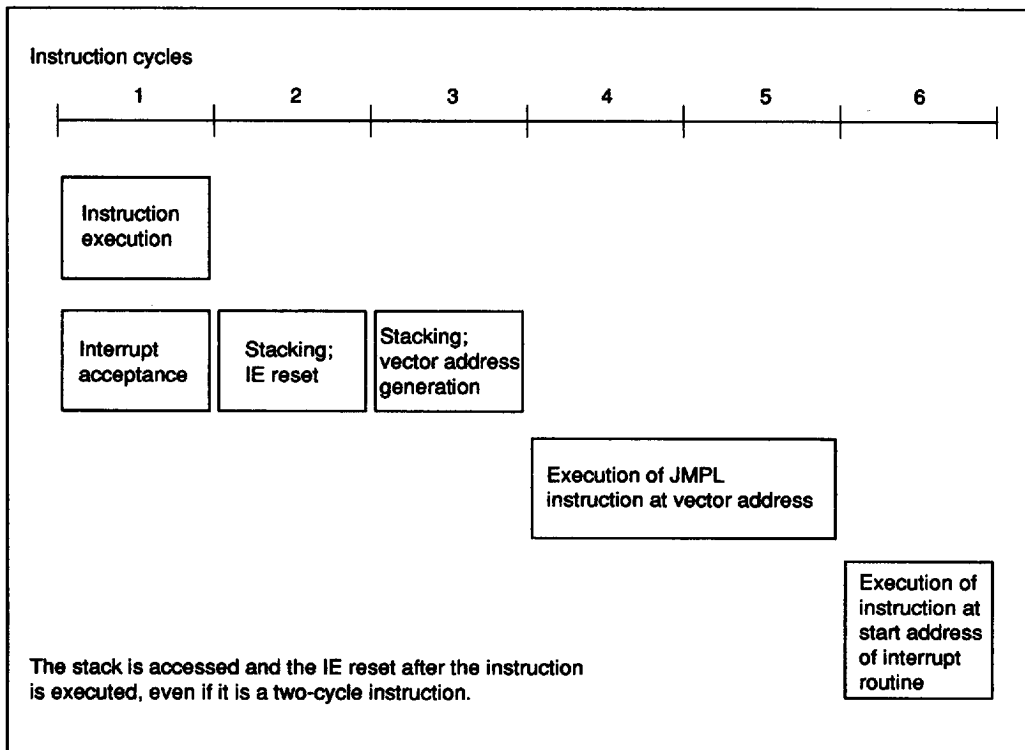 Instruction cycles
1 2 3 4 5 6
Instruction
execution
Interrupt
acceptance
Stacking;
IE reset
Stacking;
vector address
generation
Execution of JMPL
instruction at vector address
Execution of
instruction at
start address
of interrupt
routine
The stack is accessed and the IE reset after the instruction
is executed, even if it is a two-cycle instruction.